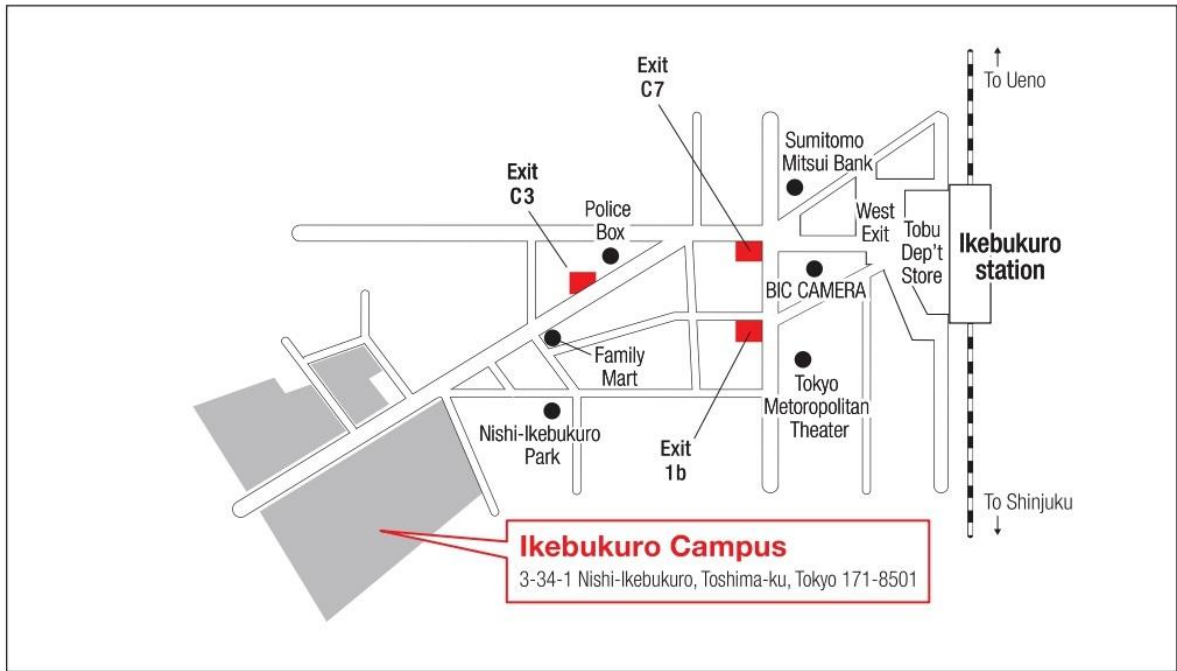 Exit
C7
To Ueno
Sumitomo
Mitsui Bank
Exit
C3
Police
Box
West
Exit
Tobu
Dep't
Store
Ikebukuro
station
BIC CAMERA
Family
Mart
Tokyo
Metoropolitan
Theater
Nishi-Ikebukuro
Park
Exit
1b
To Shinjuku
Ikebukuro Campus
3-34-1 Nishi-Ikebukuro, Toshima-ku, Tokyo 171-8501